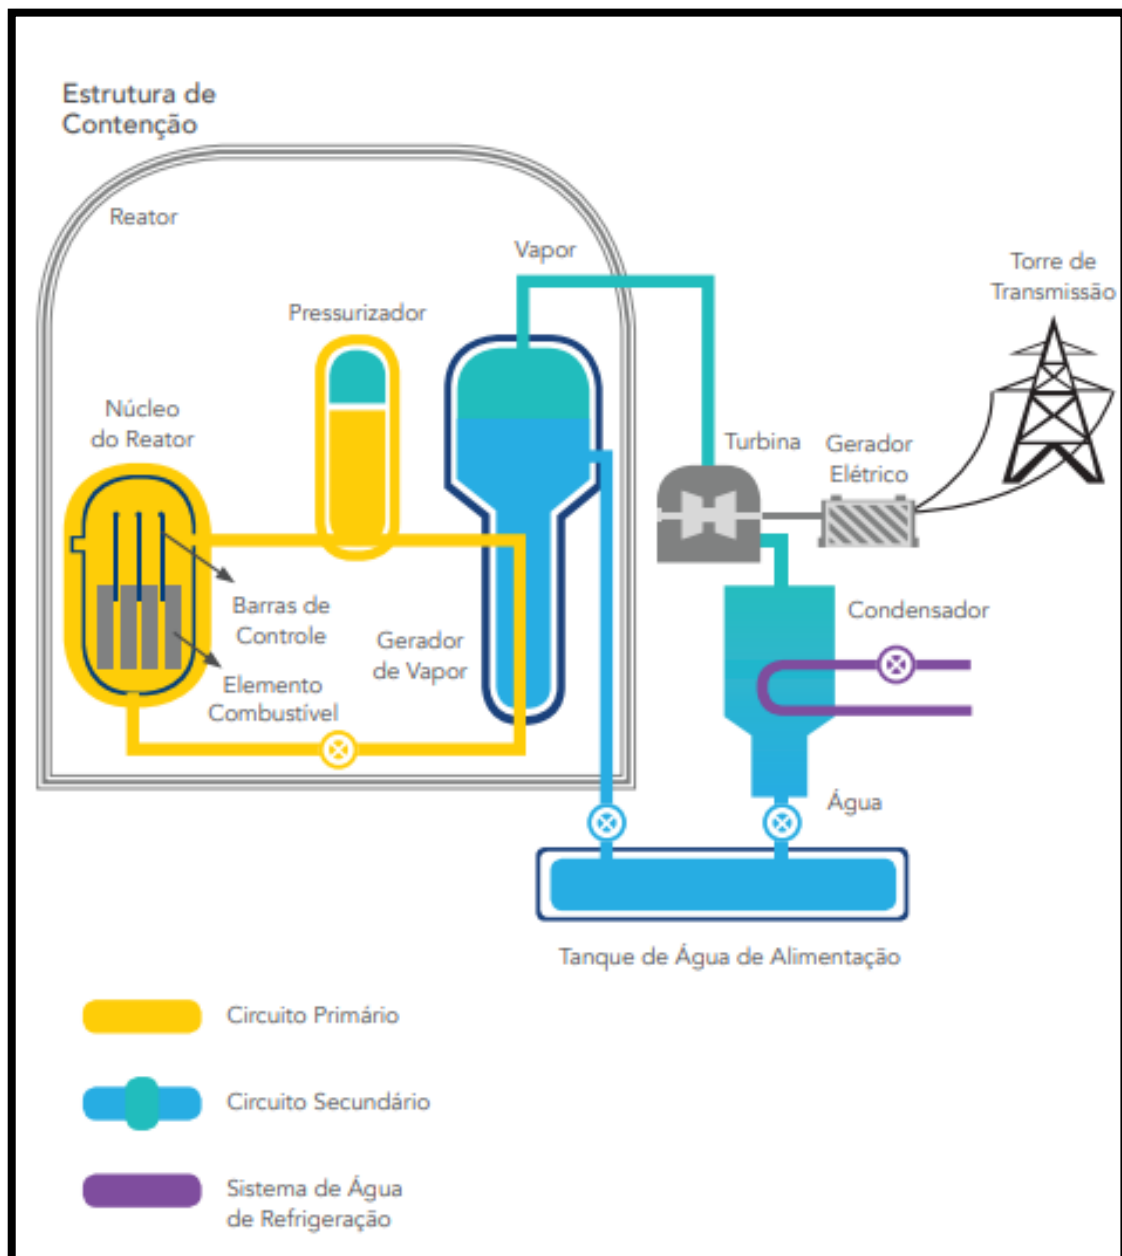 Estrutura de
Contenção
Reator
Vapor
Torre de
Transmissão
Pressurizador
Núcleo
do Reator
Turbina
Gerador
Elétrico
Barras de
Controle
Gerador
de Vapor
Condensador
Elemento
Combustível
Água
Tanque de Água de Alimentação
Circuito Primário
Circuito Secundário
Sistema de Água
de Refrigeração